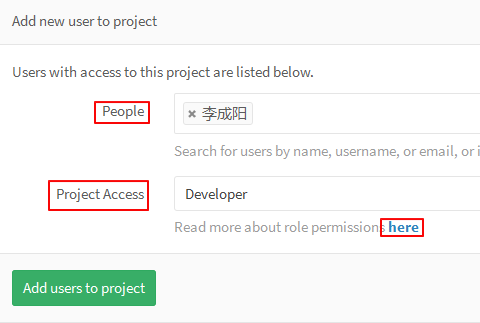 Add new user to project
Users with access to this project are listed below.
People
× 李成阳
Search for users by name, username, or email, or i
Project Access
Developer
Read more about role permissions here
Add users to project